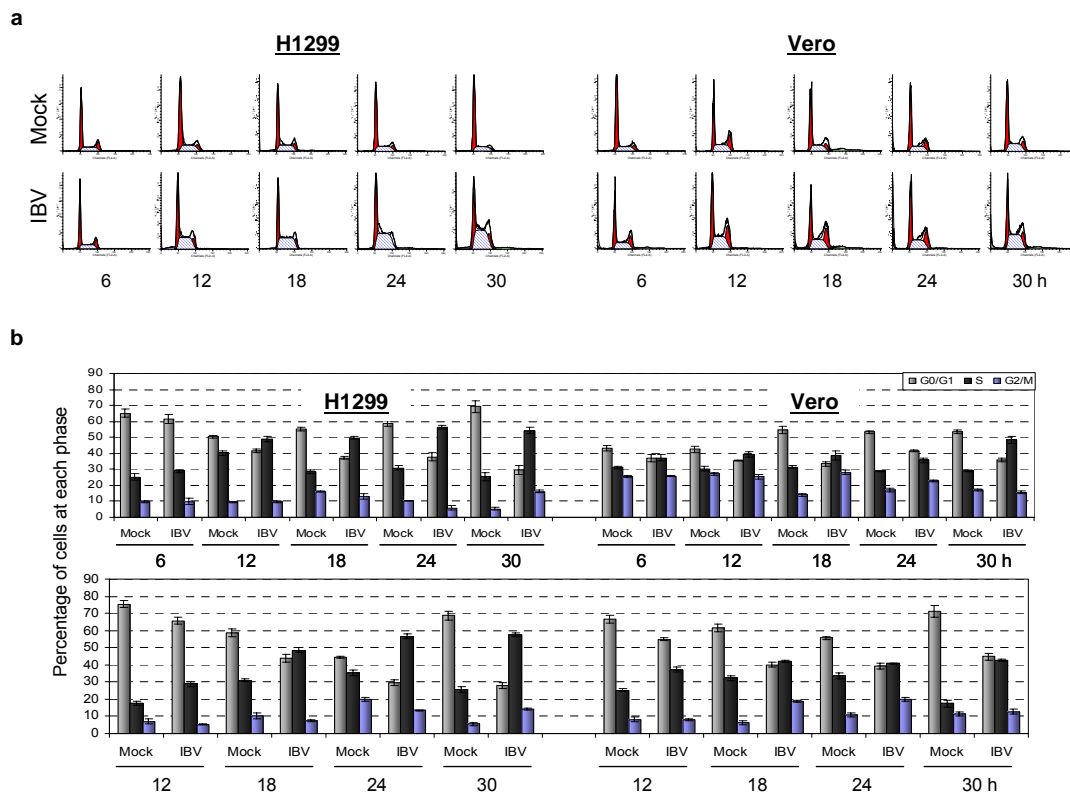 a
H1299 Vero
Mock
IBV
6 12 18 24 30 6 12 18 24 30 h
b
Percentage of cells at each phase
G0/G1 S G2/M
H1299 Vero
90
80
70
60
50
40
30
20
10
0
Mock IBV Mock IBV Mock IBV Mock IBV Mock IBV Mock IBV Mock IBV Mock IBV Mock IBV Mock IBV
6 12 18 24 30 6 12 18 24 30 h
90
80
70
60
50
40
30
20
10
0
Mock IBV Mock IBV Mock IBV Mock IBV Mock IBV Mock IBV Mock IBV Mock IBV
12 18 24 30 12 18 24 30 h